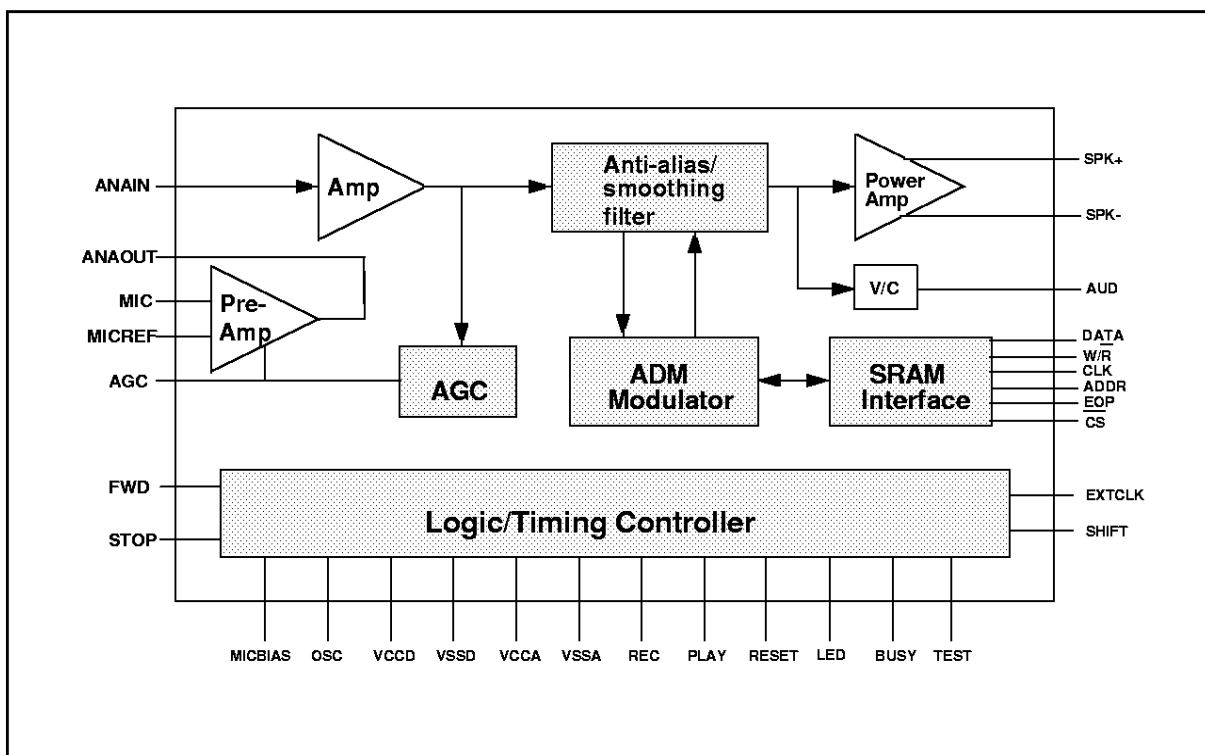 ANAIN
ANAOUT
MIC
MICREF
AGC
FWD
STOP
Amp
Pre-
Amp
AGC
Anti-alias/
smoothing
filter
ADM
Modulator
Power
Amp
V/C
SRAM
Interface
Logic/Timing Controller
SPK+
SPK-
AUD
DATA
W/R̅
CLK
ADDR
EOP
C̅S̅
EXTCLK
SHIFT
MICBIAS OSC VCCD VSSD VCCA VSSA REC PLAY RESET LED BUSY TEST